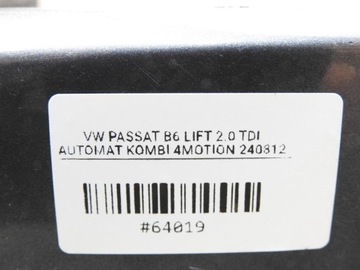 VW PASSAT B6 LIFT 2.0 TDI
AUTOMAT KOMBI 4MOTION 240812
#64019